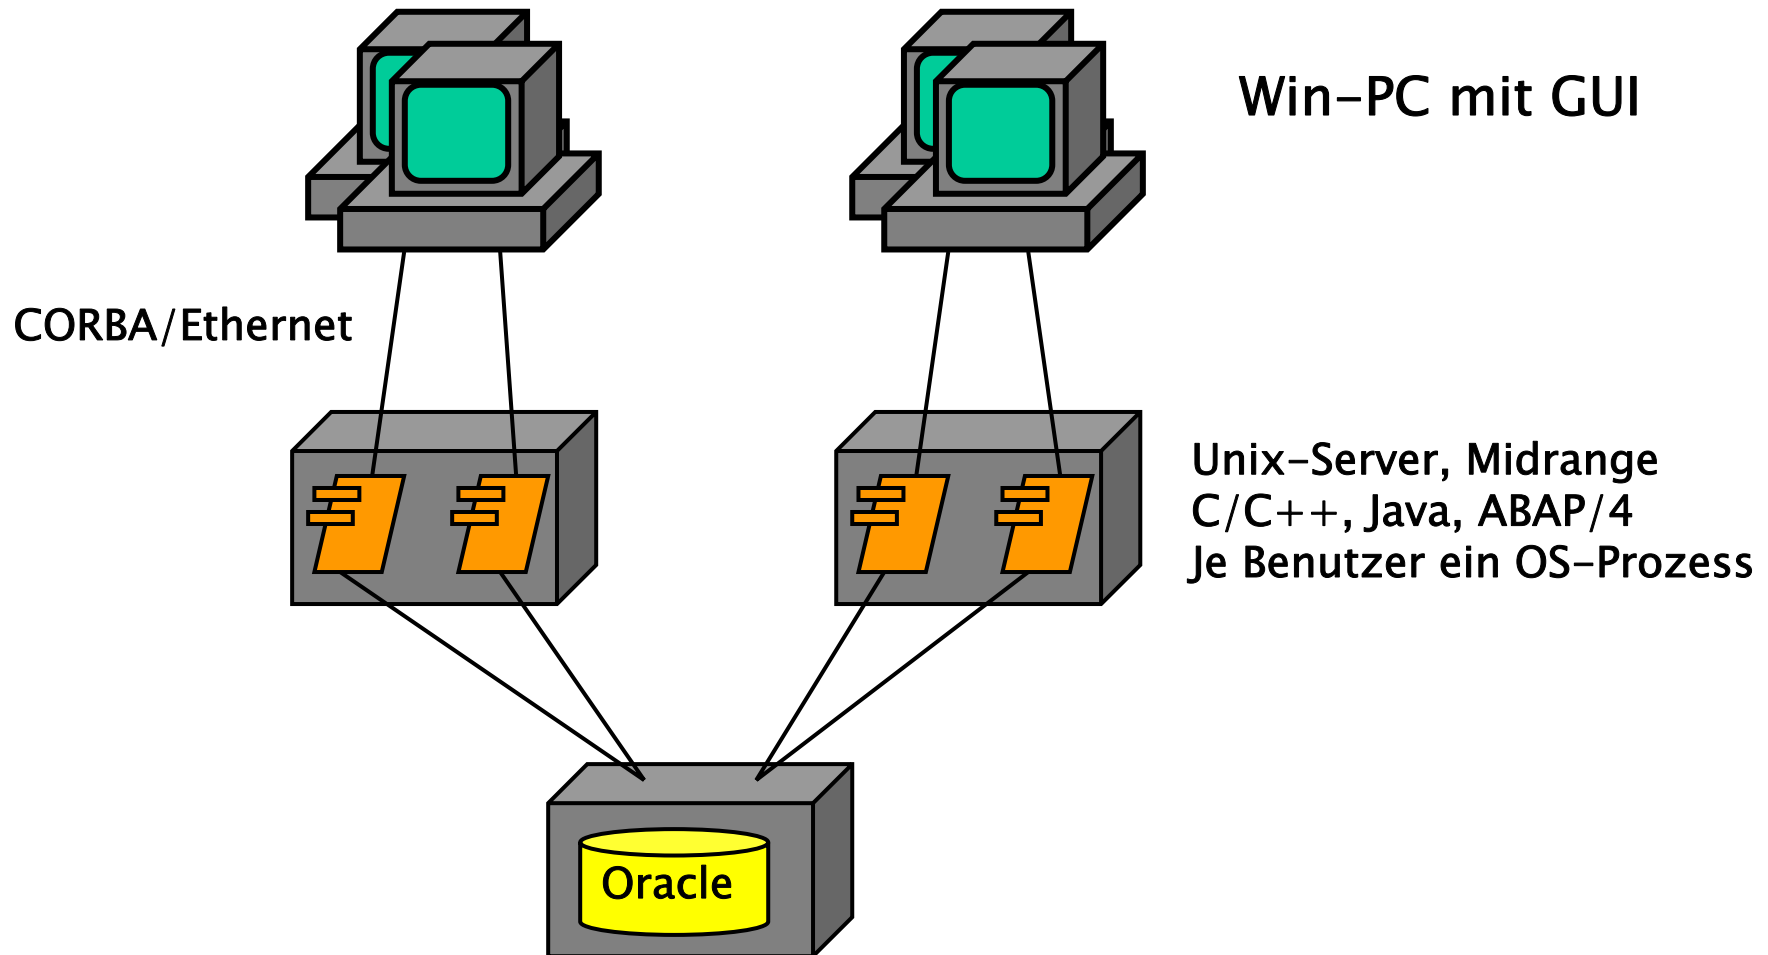 Win-PC mit GUI
CORBA/Ethernet
Unix-Server, Midrange
C/C++, Java, ABAP/4
Je Benutzer ein OS-Prozess
Oracle